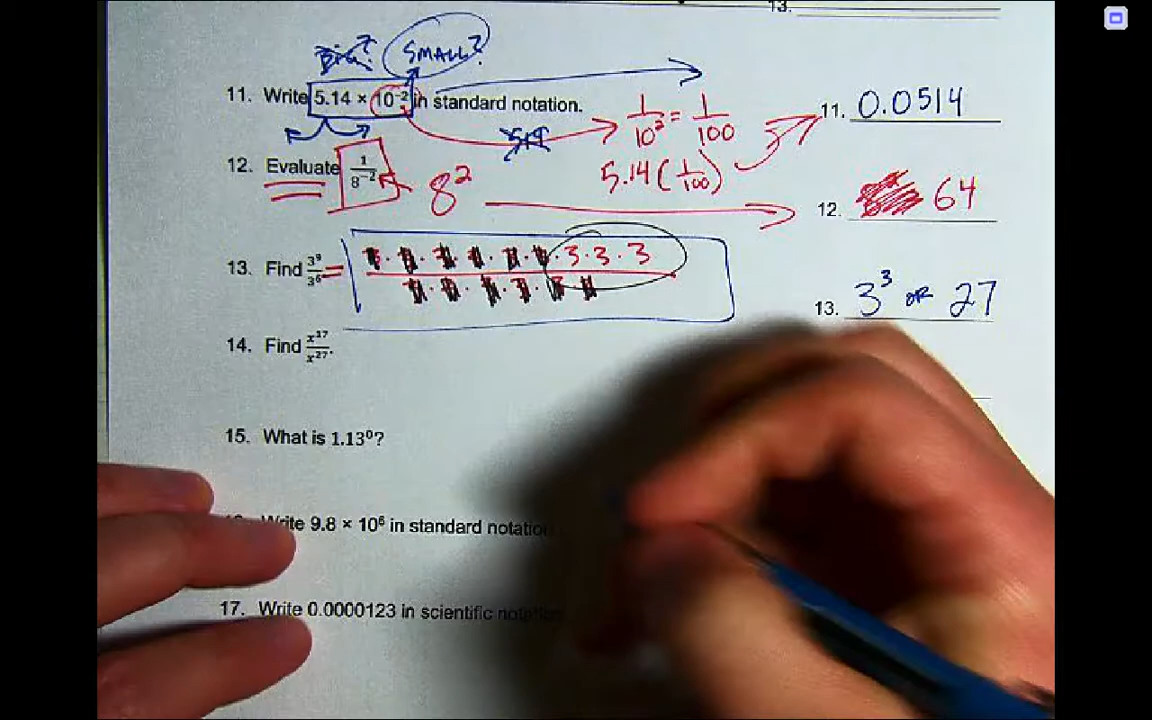 13.
Big? SMALL?
11. Write 5.14 × 10⁻² in standard notation. 1/10² = 1/100 11. 0.0514
519
5.14 (1/100)
12. Evaluate 1/8⁻² 8² 12. 64
13. Find 3⁹/3⁶ = 3 · 3 · 3 13. 3³ OR 27
14. Find x¹⁷/x²⁷.
15. What is 1.13⁰?
Write 9.8 × 10⁶ in standard notation
17. Write 0.0000123 in scientific notation